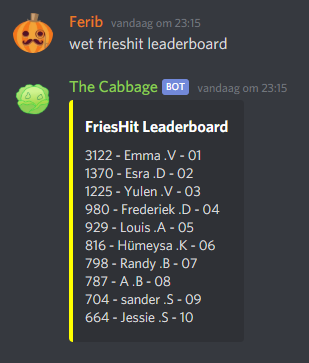 Ferib vandaag om 23:15
wet frieshit leaderboard
The Cabbage BOT vandaag om 23:15
FriesHit Leaderboard
3122 - Emma .V - 01
1370 - Esra .D - 02
1225 - Yulen .V - 03
980 - Frederiek .D - 04
929 - Louis .A - 05
816 - Hümeysa .K - 06
798 - Randy .B - 07
787 - A .B - 08
704 - sander .S - 09
664 - Jessie .S - 10